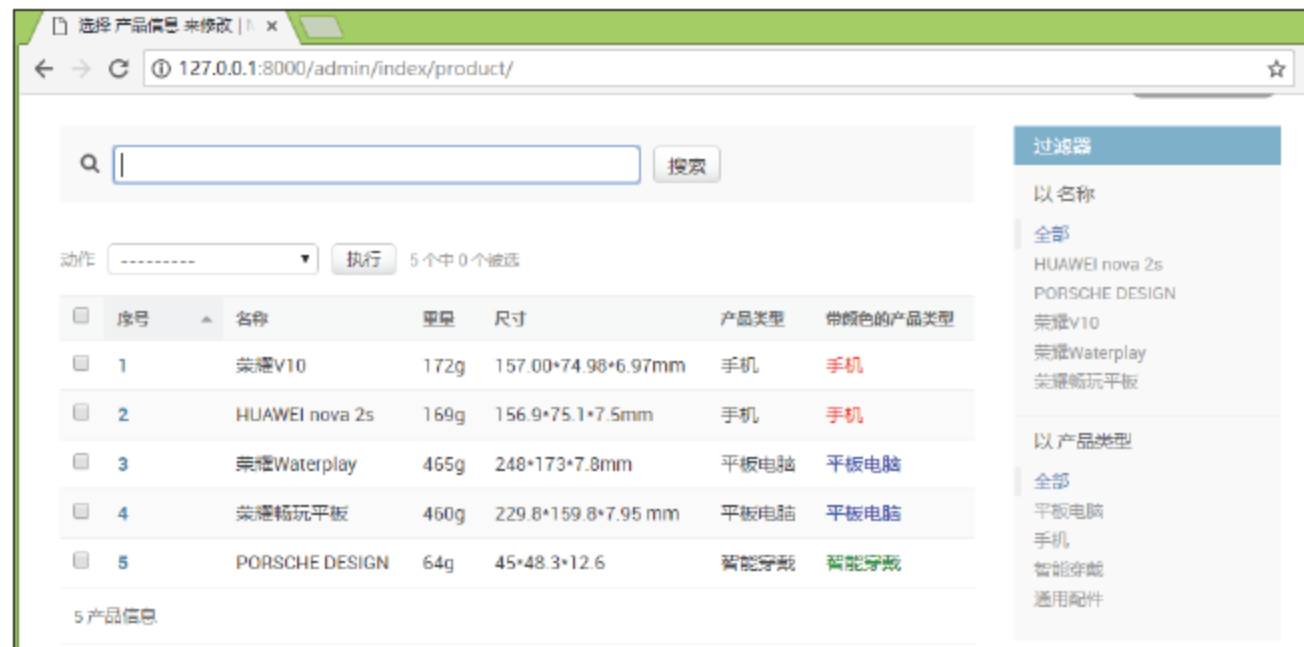 选择 产品信息 来修改 |
127.0.0.1:8000/admin/index/product/
搜索
动作 --------- 执行 5 个中 0 个被选
序号 名称 重量 尺寸 产品类型 带颜色的产品类型
1 荣耀V10 172g 157.00*74.98*6.97mm 手机 手机
2 HUAWEI nova 2s 169g 156.9*75.1*7.5mm 手机 手机
3 荣耀Waterplay 465g 248*173*7.8mm 平板电脑 平板电脑
4 荣耀畅玩平板 460g 229.8*159.8*7.95 mm 平板电脑 平板电脑
5 PORSCHE DESIGN 64g 45*48.3*12.6 智能穿戴 智能穿戴
5 产品信息
过滤器
以 名称
全部
HUAWEI nova 2s
PORSCHE DESIGN
荣耀V10
荣耀Waterplay
荣耀畅玩平板
以 产品类型
全部
平板电脑
手机
智能穿戴
通用配件